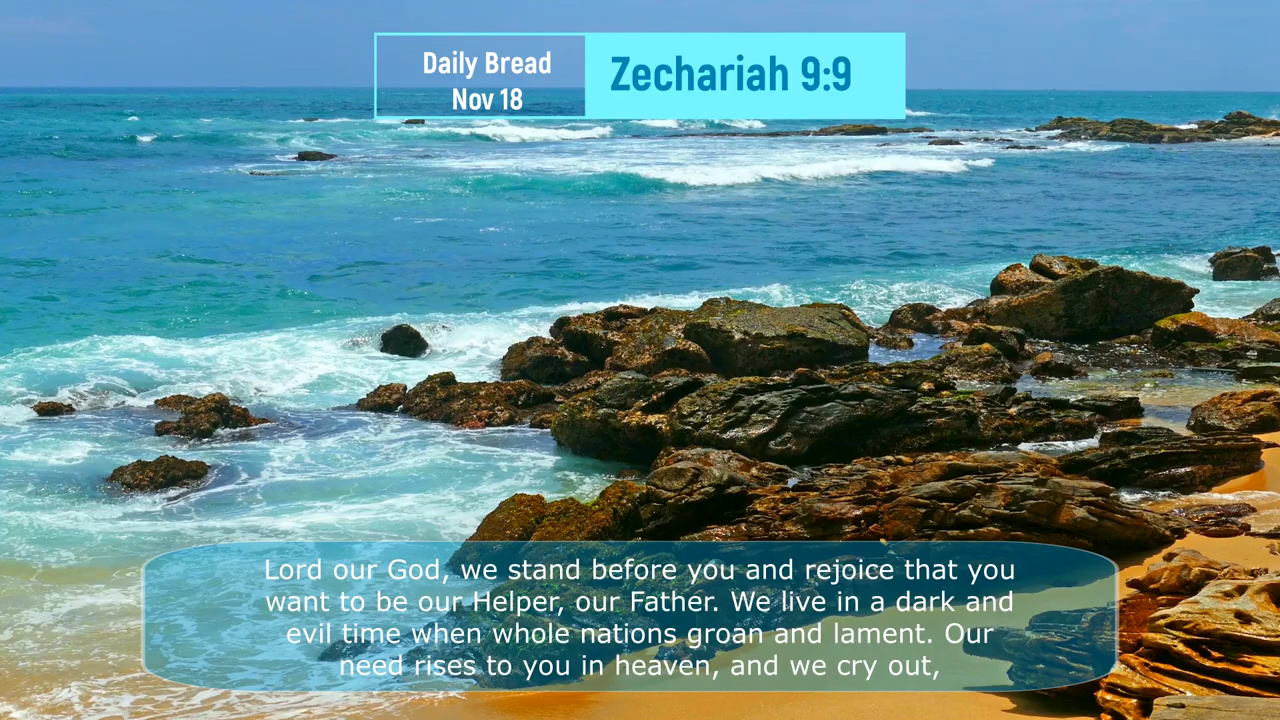 Daily Bread
Nov 18
Zechariah 9:9
Lord our God, we stand before you and rejoice that you
want to be our Helper, our Father. We live in a dark and
evil time when whole nations groan and lament. Our
need rises to you in heaven, and we cry out,